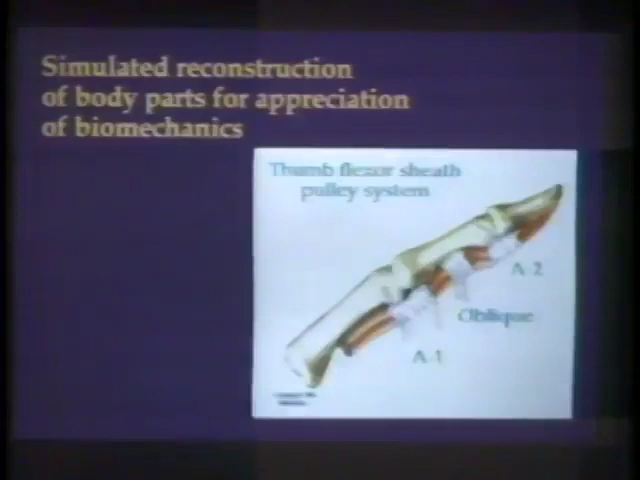 Simulated reconstruction
of body parts for appreciation
of biomechanics
Thumb flexor sheath
pulley system
A-2
Oblique
A-1